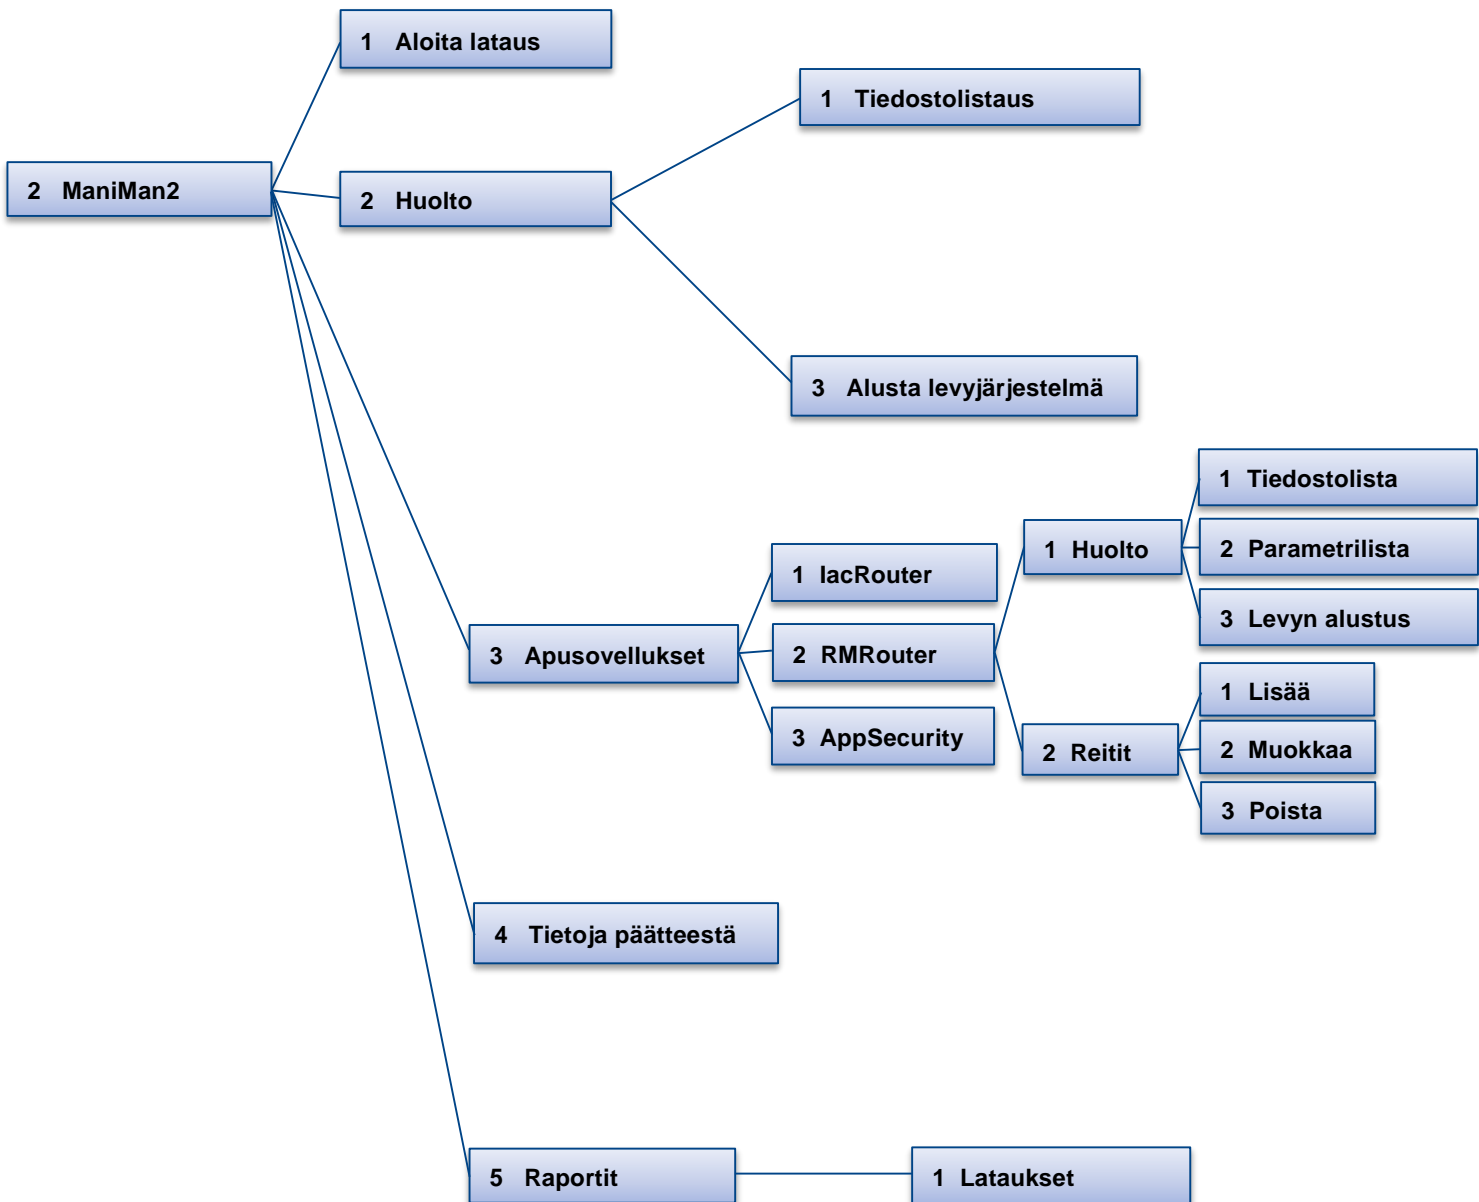 1 Aloita lataus
1 Tiedostolistaus
2 ManiMan2
2 Huolto
3 Alusta levyjärjestelmä
1 Tiedostolista
1 Huolto
2 Parametrilista
1 IacRouter
3 Levyn alustus
3 Apusovellukset
2 RMRouter
1 Lisää
3 AppSecurity
2 Reitit
2 Muokkaa
3 Poista
4 Tietoja päätteestä
5 Raportit
1 Lataukset